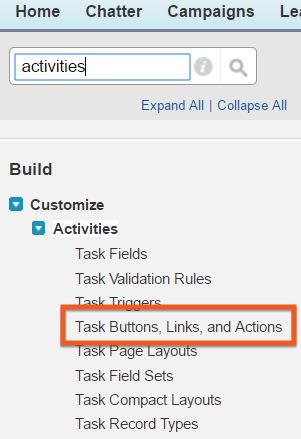 Home Chatter Campaigns Lea
activities
Expand All | Collapse All
Build
Customize
Activities
Task Fields
Task Validation Rules
Task Triggers
Task Buttons, Links, and Actions
Task Page Layouts
Task Field Sets
Task Compact Layouts
Task Record Types